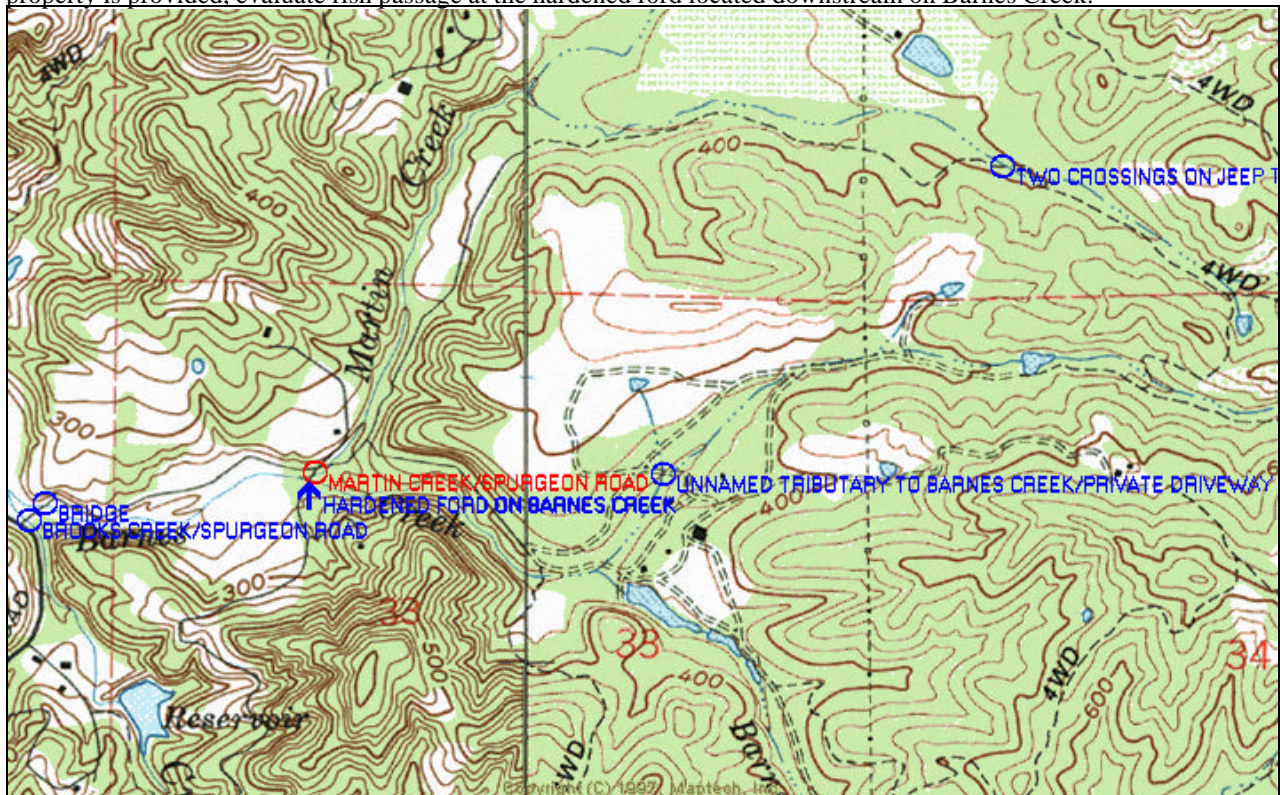 property is provided, evaluate fish passage at the hardened ford located downstream on Barnes Creek.
4WD
Creek
4WD
400
TWO CROSSINGS ON JEEP T
400
4WD
Martin
300
MARTIN CREEK/SPURGEON ROAD
UNNAMED TRIBUTARY TO BARNES CREEK/PRIVATE DRIVEWAY
HARDENED FORD ON BARNES CREEK
400
BRIDGE
BROOKS CREEK/SPURGEON ROAD
Barnes
Creek
300
33
33
34
500
400
4WD
600
Reservoir
Barn
WD
Copyright (C) 1997, Maptech, Inc.